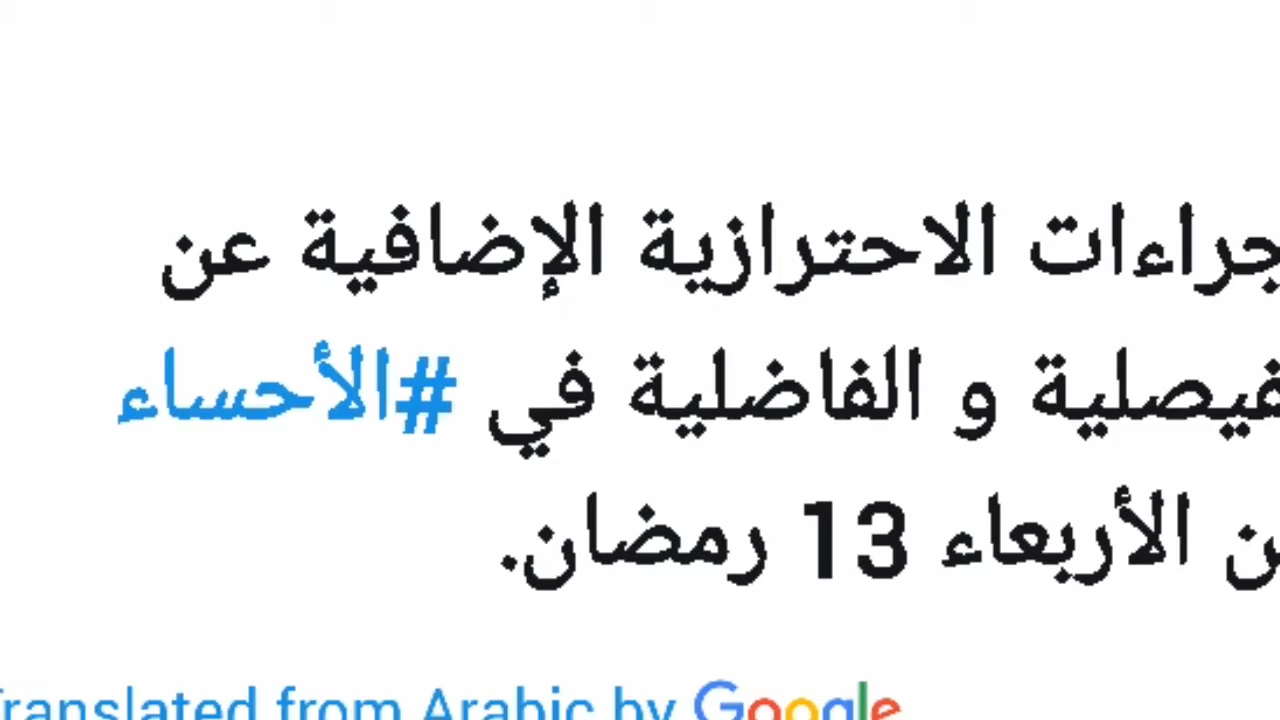 جراءات الاحترازية الإضافية عن
فيصلية و الفاضلية في #الأحساء
ن الأربعاء 13 رمضان.
Translated from Arabic by Google